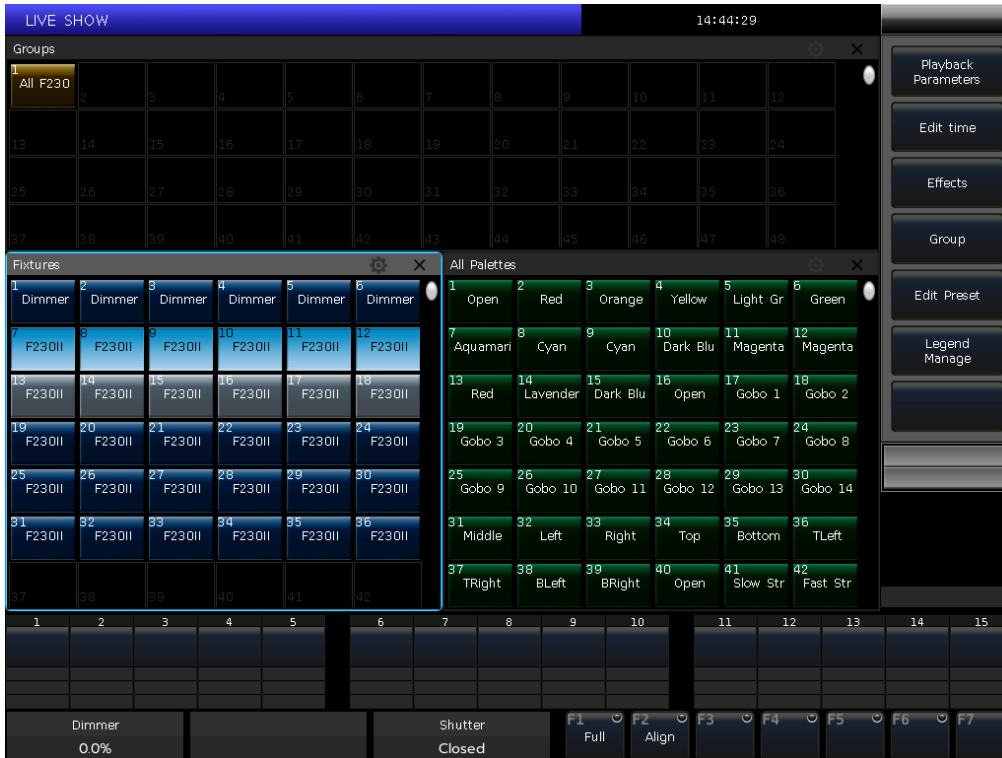 LIVE SHOW
14:44:29
Groups
1
All F230
2 3 4 5 6 7 8 9 10 11 12
13 14 15 16 17 18 19 20 21 22 23 24
25 26 27 28 29 30 31 32 33 34 35 36
37 38 39 40 41 42 43 44 45 46 47 48
Playback
Parameters
Edit time
Effects
Group
Edit Preset
Legend
Manage
Fixtures
1 2 3 4 5 6
Dimmer Dimmer Dimmer Dimmer Dimmer Dimmer
7 8 9 10 11 12
F230II F230II F230II F230II F230II F230II
13 14 15 16 17 18
F230II F230II F230II F230II F230II F230II
19 20 21 22 23 24
F230II F230II F230II F230II F230II F230II
25 26 27 28 29 30
F230II F230II F230II F230II F230II F230II
31 32 33 34 35 36
F230II F230II F230II F230II F230II F230II
37 38 39 40 41 42
All Palettes
1 2 3 4 5 6
Open Red Orange Yellow Light Gr Green
7 8 9 10 11 12
Aquamari Cyan Cyan Dark Blu Magenta Magenta
13 14 15 16 17 18
Red Lavender Dark Blu Open Gobo 1 Gobo 2
19 20 21 22 23 24
Gobo 3 Gobo 4 Gobo 5 Gobo 6 Gobo 7 Gobo 8
25 26 27 28 29 30
Gobo 9 Gobo 10 Gobo 11 Gobo 12 Gobo 13 Gobo 14
31 32 33 34 35 36
Middle Left Right Top Bottom TLeft
37 38 39 40 41 42
TRight BLeft BRight Open Slow Str Fast Str
1 2 3 4 5 6 7 8 9 10 11 12 13 14 15
Dimmer
0.0%
Shutter
Closed
F1 F2 F3 F4 F5 F6 F7
Full Align